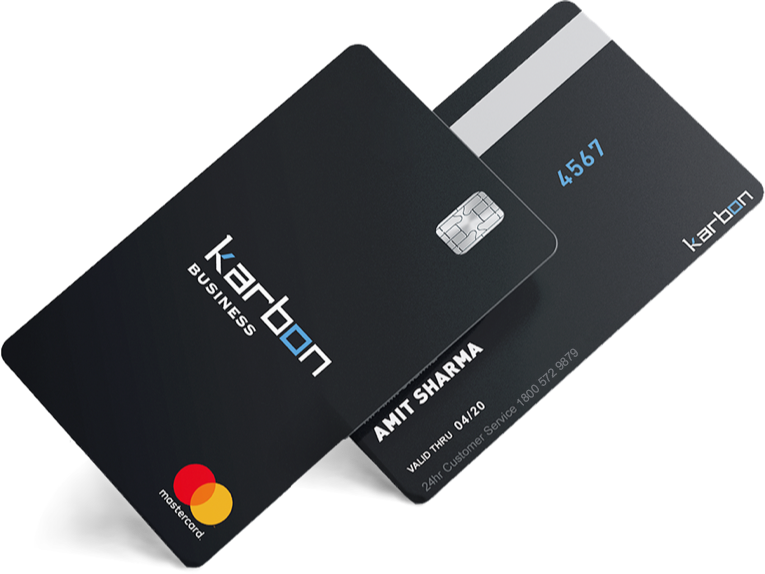 karbon
BUSINESS
mastercard.
4567
karbon
AMIT SHARMA
VALID THRU 04/20
24hr Customer Service 1800 572 9879